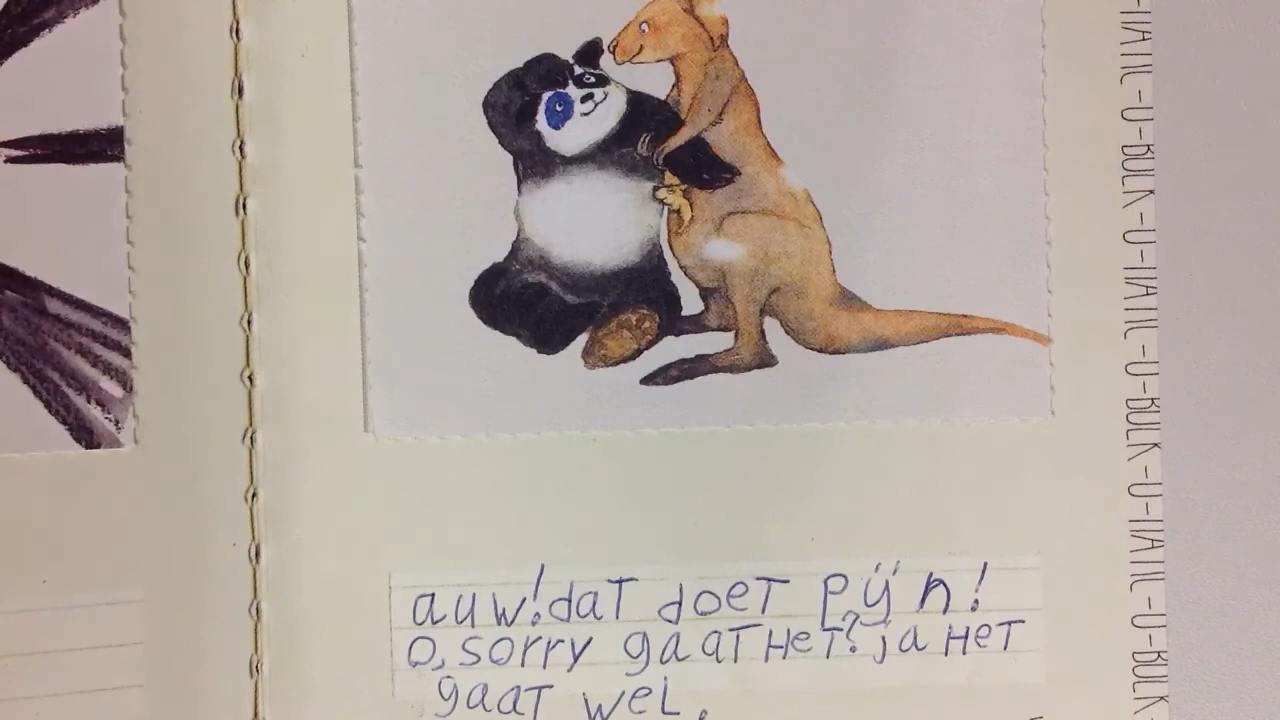 auw! dat doet pijn!
o, sorry gaat het? ja het
gaat wel.